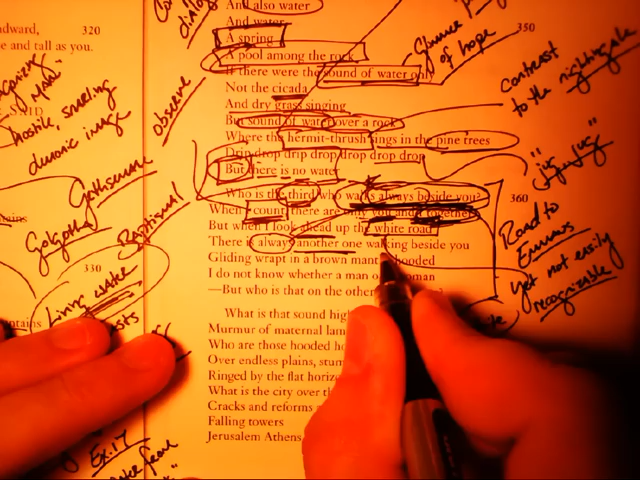 ndward, 320
e and tall as you.
SAID
organizing
"MAN"
hostile, snarling
demonic image
Gethsemane
Golgotha
330
Living water
Ex. 17
water from
observe
Baptismal
And also water
And water
A spring
A pool among the rock
If there were the sound of water only
Not the cicada
And dry grass singing
But sound of water over a rock
Where the hermit-thrush sings in the pine trees
Drip drop drip drop drop drop drop
But there is no water
Who is the third who walks always beside you?
When I count, there are only you and I together
But when I look ahead up the white road
There is always another one walking beside you
Gliding wrapt in a brown mantle, hooded
I do not know whether a man or a woman
—But who is that on the other
What is that sound high
Murmur of maternal lam
Who are those hooded ho
Over endless plains, stum
Ringed by the flat horizo
What is the city over th
Cracks and reforms a
Falling towers
Jerusalem Athens
Glimmer
of hope
350
contrast
to the nightingale
"jug jug"
360
Road to
Emmaus
yet not easily
recognizable